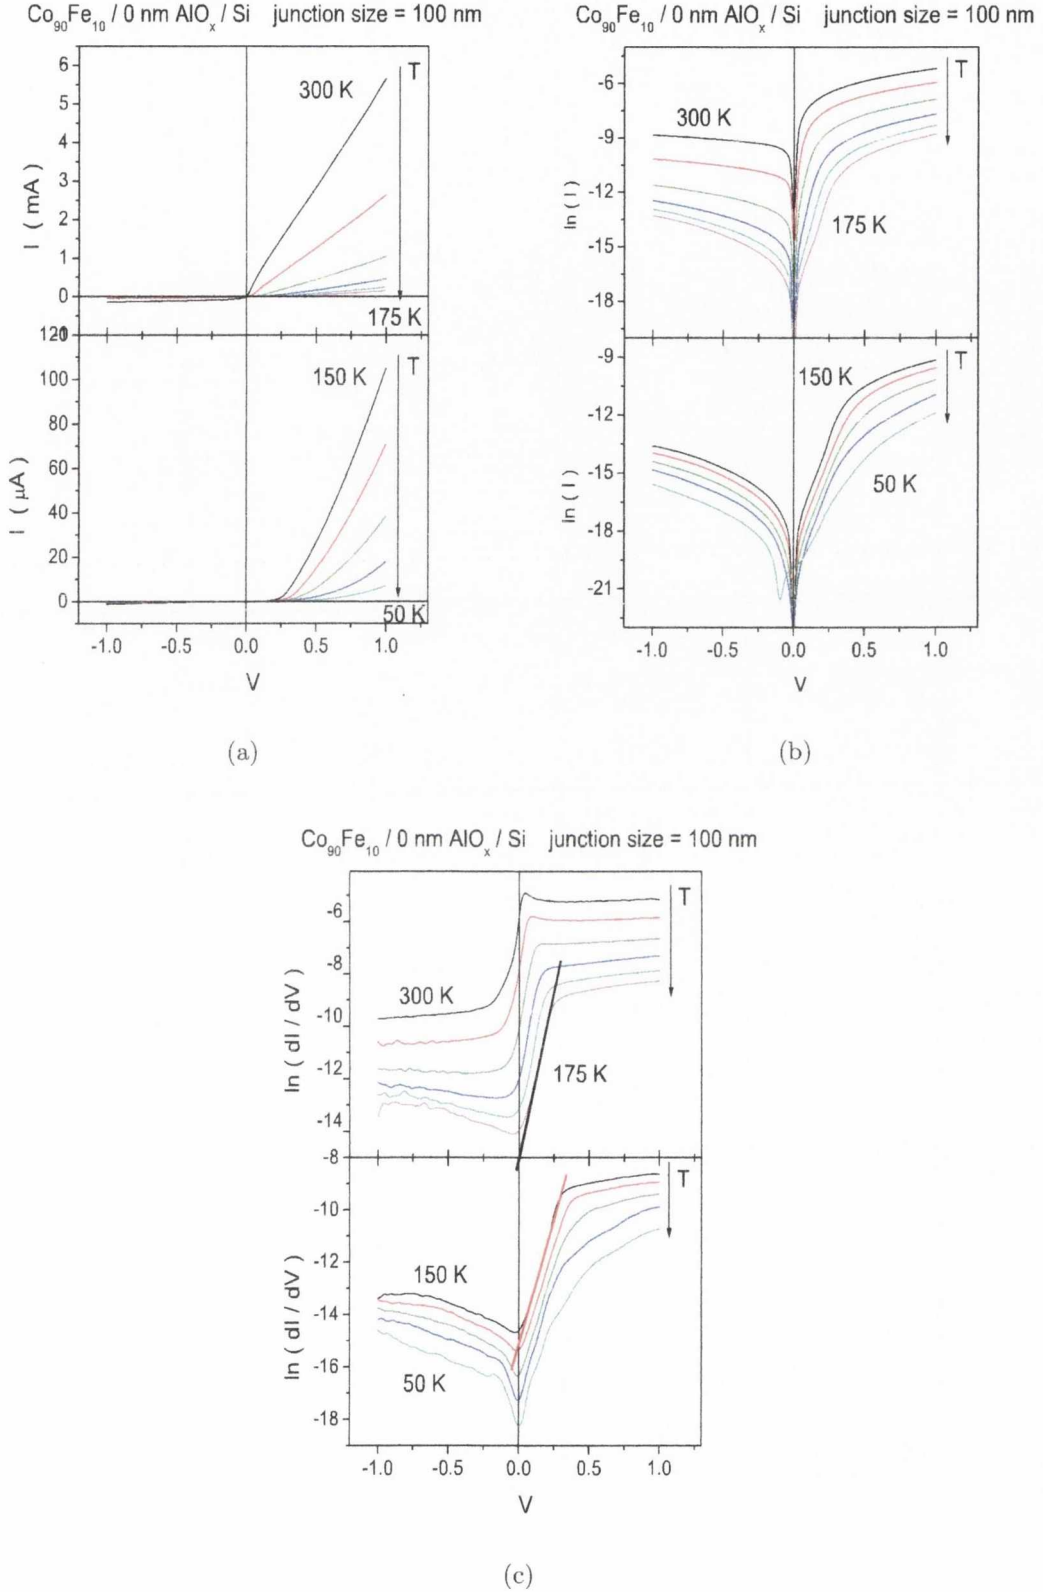 Co90Fe10 / 0 nm AlOx / Si junction size = 100 nm
6
5
4
3
2
1
0
I ( mA )
300 K
T
175 K
120
100
80
60
40
20
0
I ( μA )
150 K
T
50 K
-1.0 -0.5 0.0 0.5 1.0
V
(a)
Co90Fe10 / 0 nm AlOx / Si junction size = 100 nm
-6
-9
-12
-15
-18
ln ( I )
300 K
T
175 K
-9
-12
-15
-18
-21
ln ( I )
150 K
T
50 K
-1.0 -0.5 0.0 0.5 1.0
V
(b)
Co90Fe10 / 0 nm AlOx / Si junction size = 100 nm
-6
-8
-10
-12
-14
ln ( dI / dV )
300 K
T
175 K
-8
-10
-12
-14
-16
-18
ln ( dI / dV )
150 K
T
50 K
-1.0 -0.5 0.0 0.5 1.0
V
(c)